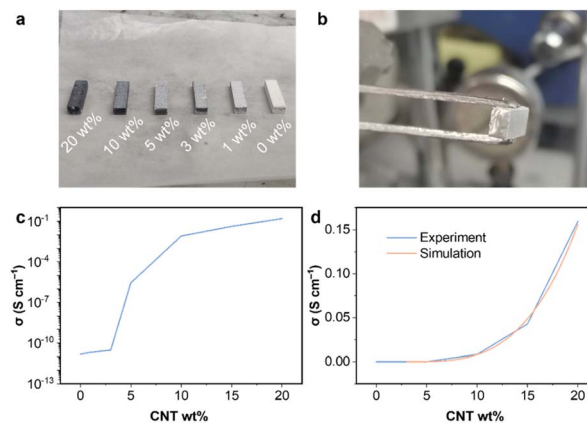 a
b
20 wt%
10 wt%
5 wt%
3 wt%
1 wt%
0 wt%
c
d
σ (S cm⁻¹)
10⁻¹
10⁻⁴
10⁻⁷
10⁻¹⁰
10⁻¹³
0 5 10 15 20
CNT wt%
σ (S cm⁻¹)
0.15
0.10
0.05
0.00
Experiment
Simulation
0 5 10 15 20
CNT wt%